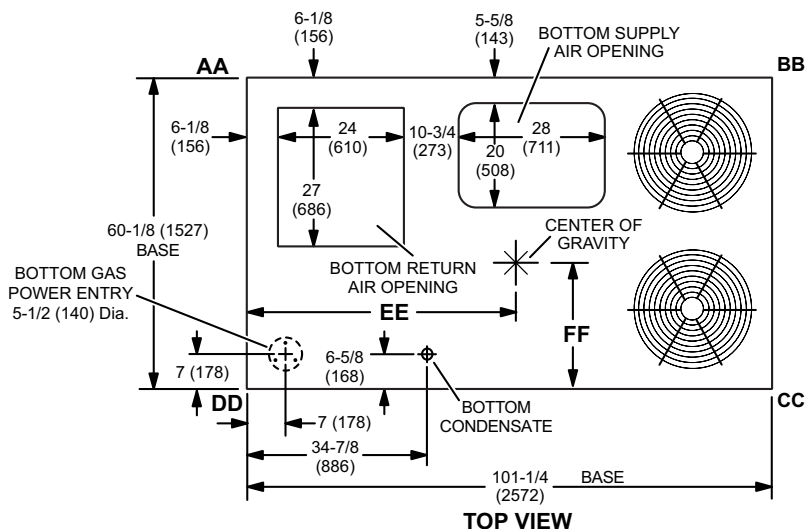 6-1/8
(156)
5-5/8
(143)
BOTTOM SUPPLY
AIR OPENING
AA
BB
6-1/8
(156)
24
(610)
10-3/4
(273)
28
(711)
20
(508)
27
(686)
60-1/8 (1527)
BASE
CENTER OF
GRAVITY
BOTTOM RETURN
AIR OPENING
BOTTOM GAS
POWER ENTRY
5-1/2 (140) Dia.
EE
FF
7 (178)
6-5/8
(168)
DD
CC
7 (178)
BOTTOM
CONDENSATE
34-7/8
(886)
101-1/4
(2572)
BASE
TOP VIEW